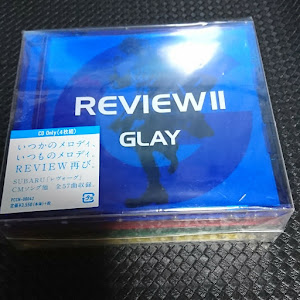 REVIEW II
GLAY
CD Only(4枚組)
いつかのメロディ、
いつものメロディ、
REVIEW再び。
SUBARU「レヴォーグ」
CMソング他 全57曲収録。